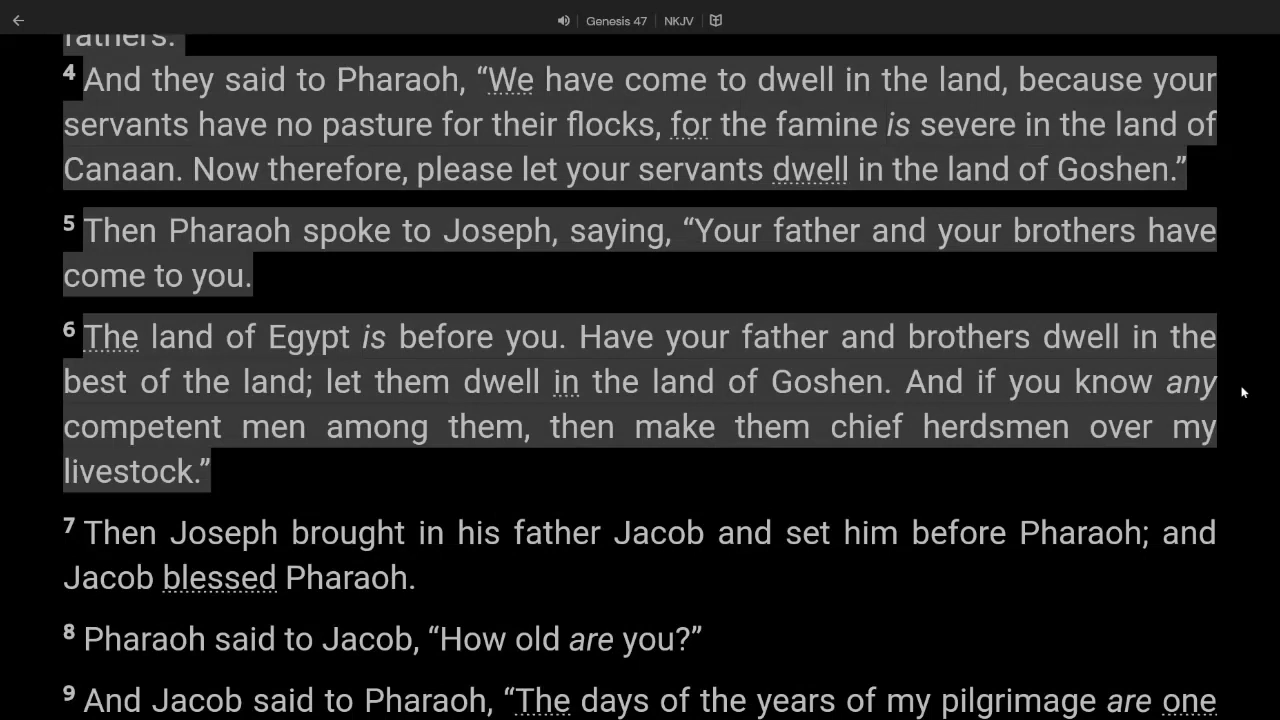 Genesis 47 NKJV
fathers.
4 And they said to Pharaoh, “We have come to dwell in the land, because your
servants have no pasture for their flocks, for the famine is severe in the land of
Canaan. Now therefore, please let your servants dwell in the land of Goshen.”
5 Then Pharaoh spoke to Joseph, saying, “Your father and your brothers have
come to you.
6 The land of Egypt is before you. Have your father and brothers dwell in the
best of the land; let them dwell in the land of Goshen. And if you know any
competent men among them, then make them chief herdsmen over my
livestock.”
7 Then Joseph brought in his father Jacob and set him before Pharaoh; and
Jacob blessed Pharaoh.
8 Pharaoh said to Jacob, “How old are you?”
9 And Jacob said to Pharaoh, “The days of the years of my pilgrimage are one